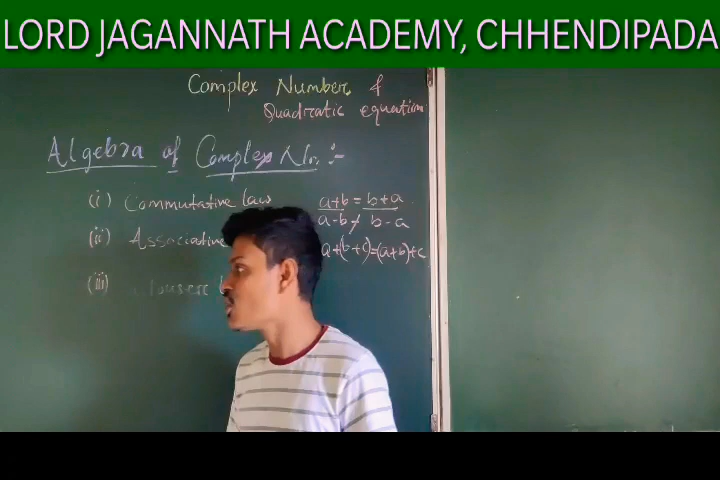 LORD JAGANNATH ACADEMY, CHHENDIPADA
Complex Number &
Quadratic equation
Algebra of Complex No. :-
(i) Commutative law a+b = b+a
a-b ≠ b-a
(ii) Associative a+(b+c)=(a+b)+c
(iii)